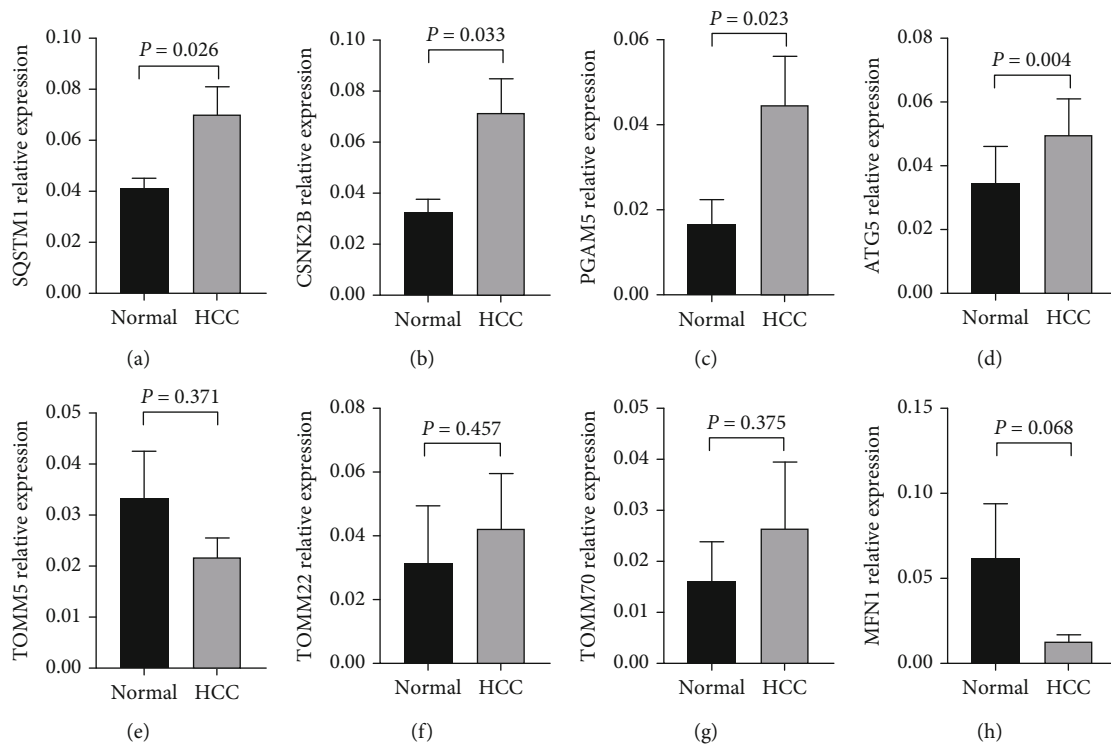 SQSTM1 relative expression
0.10
0.08
0.06
0.04
0.02
0.00
P = 0.026
Normal HCC
(a)
CSNK2B relative expression
0.10
0.08
0.06
0.04
0.02
0.00
P = 0.033
Normal HCC
(b)
PGAM5 relative expression
0.06
0.04
0.02
0.00
P = 0.023
Normal HCC
(c)
ATG5 relative expression
0.08
0.06
0.04
0.02
0.00
P = 0.004
Normal HCC
(d)
TOMM5 relative expression
0.05
0.04
0.03
0.02
0.01
0.00
P = 0.371
Normal HCC
(e)
TOMM22 relative expression
0.08
0.06
0.04
0.02
0.00
P = 0.457
Normal HCC
(f)
TOMM70 relative expression
0.05
0.04
0.03
0.02
0.01
0.00
P = 0.375
Normal HCC
(g)
MFN1 relative expression
0.15
0.10
0.05
0.00
P = 0.068
Normal HCC
(h)